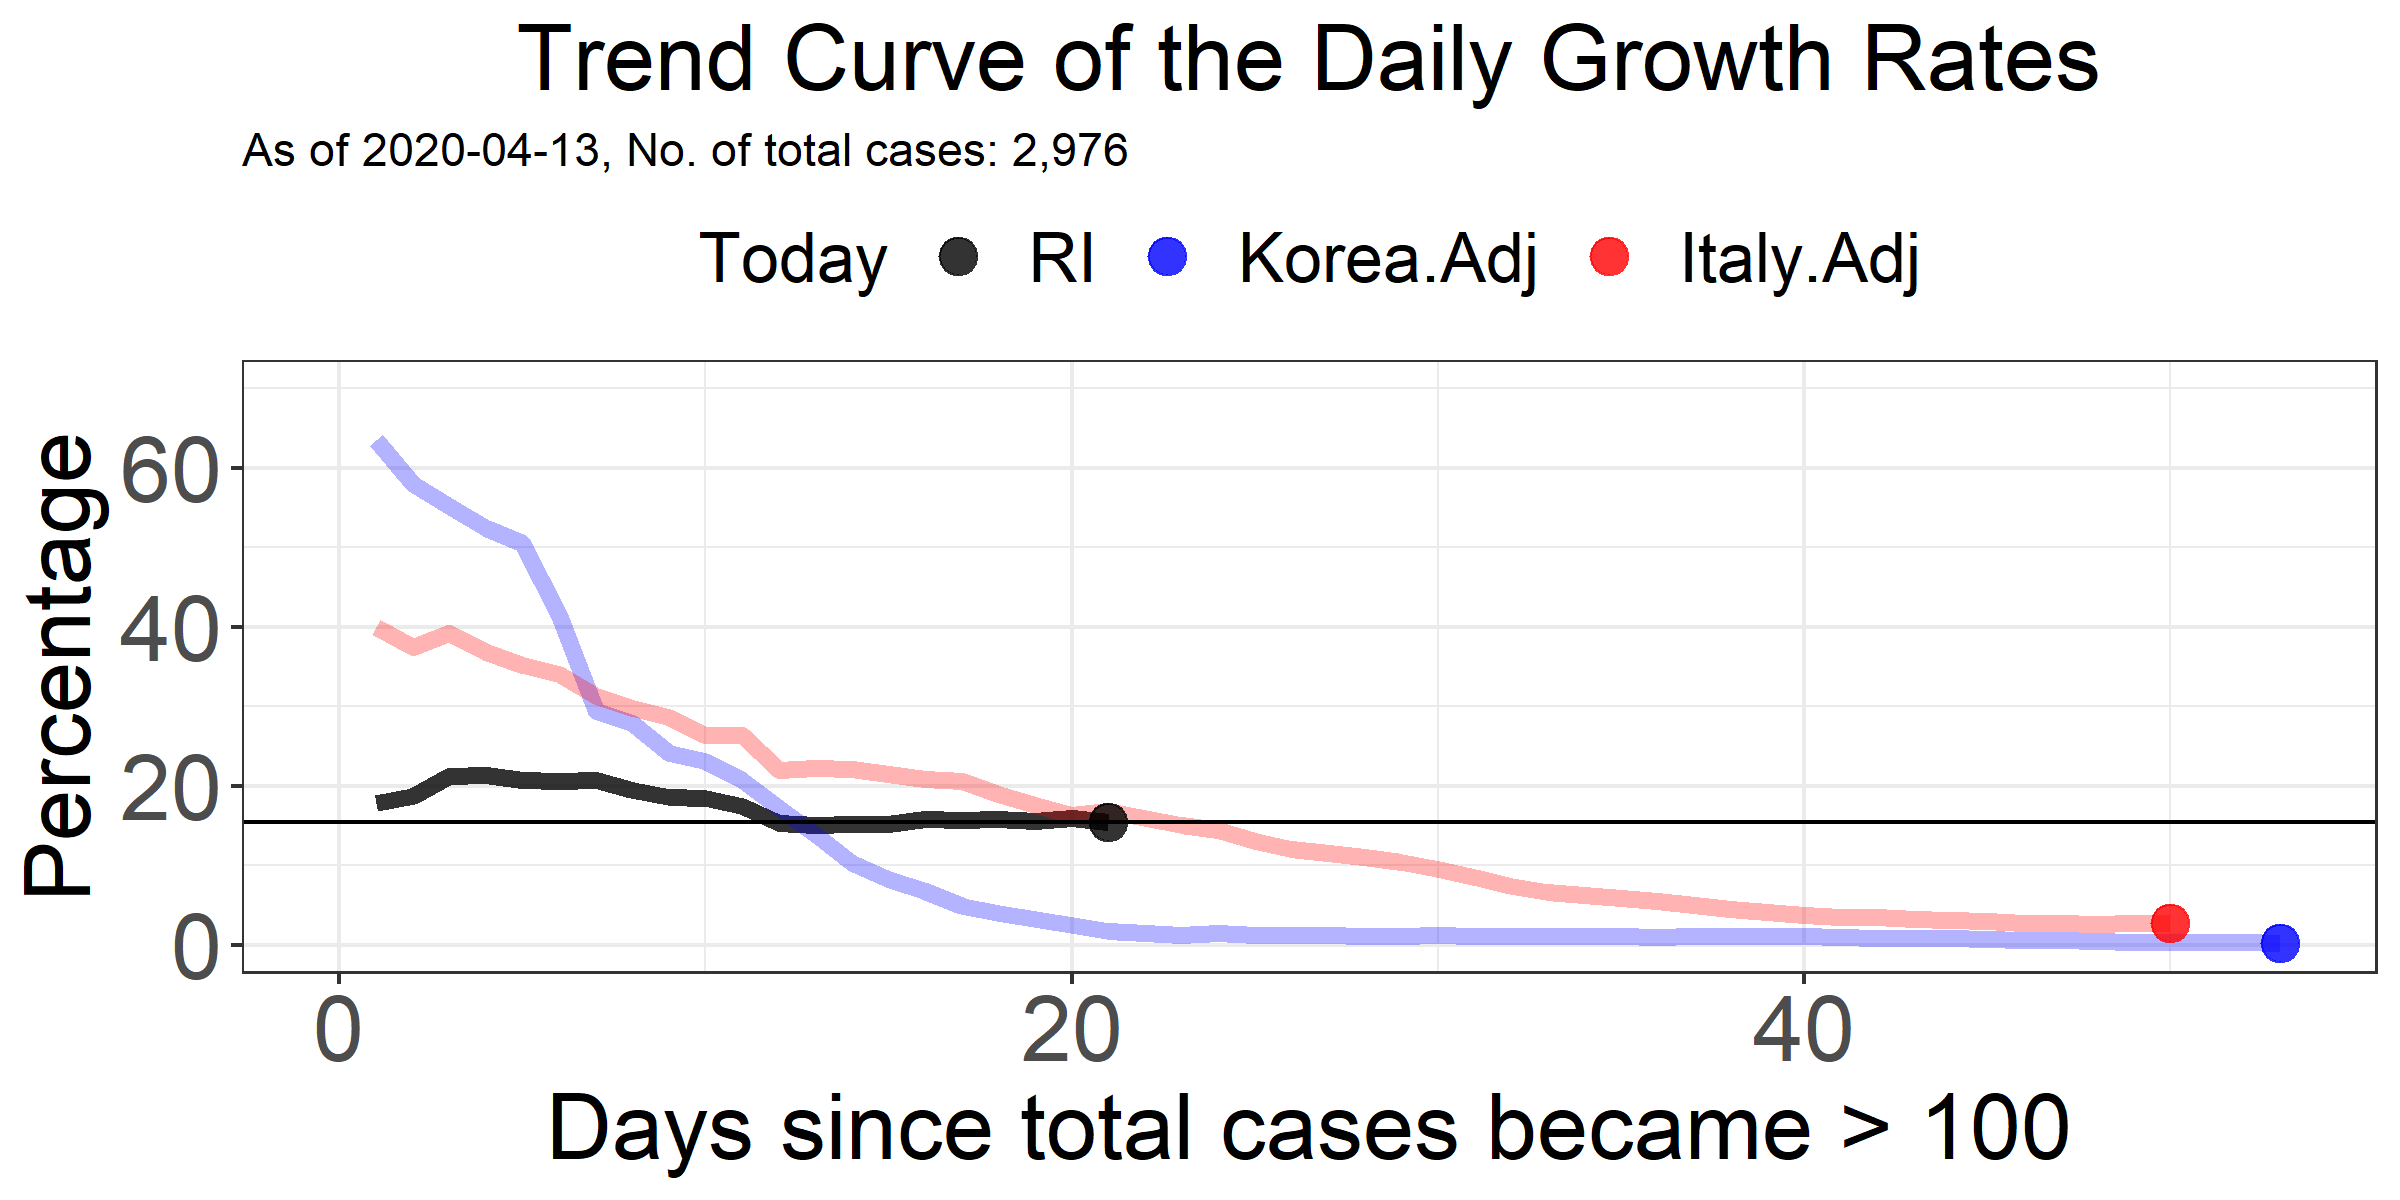 Trend Curve of the Daily Growth Rates
As of 2020-04-13, No. of total cases: 2,976
Today RI Korea.Adj Italy.Adj
Percentage
60
40
20
0
0 20 40
Days since total cases became > 100